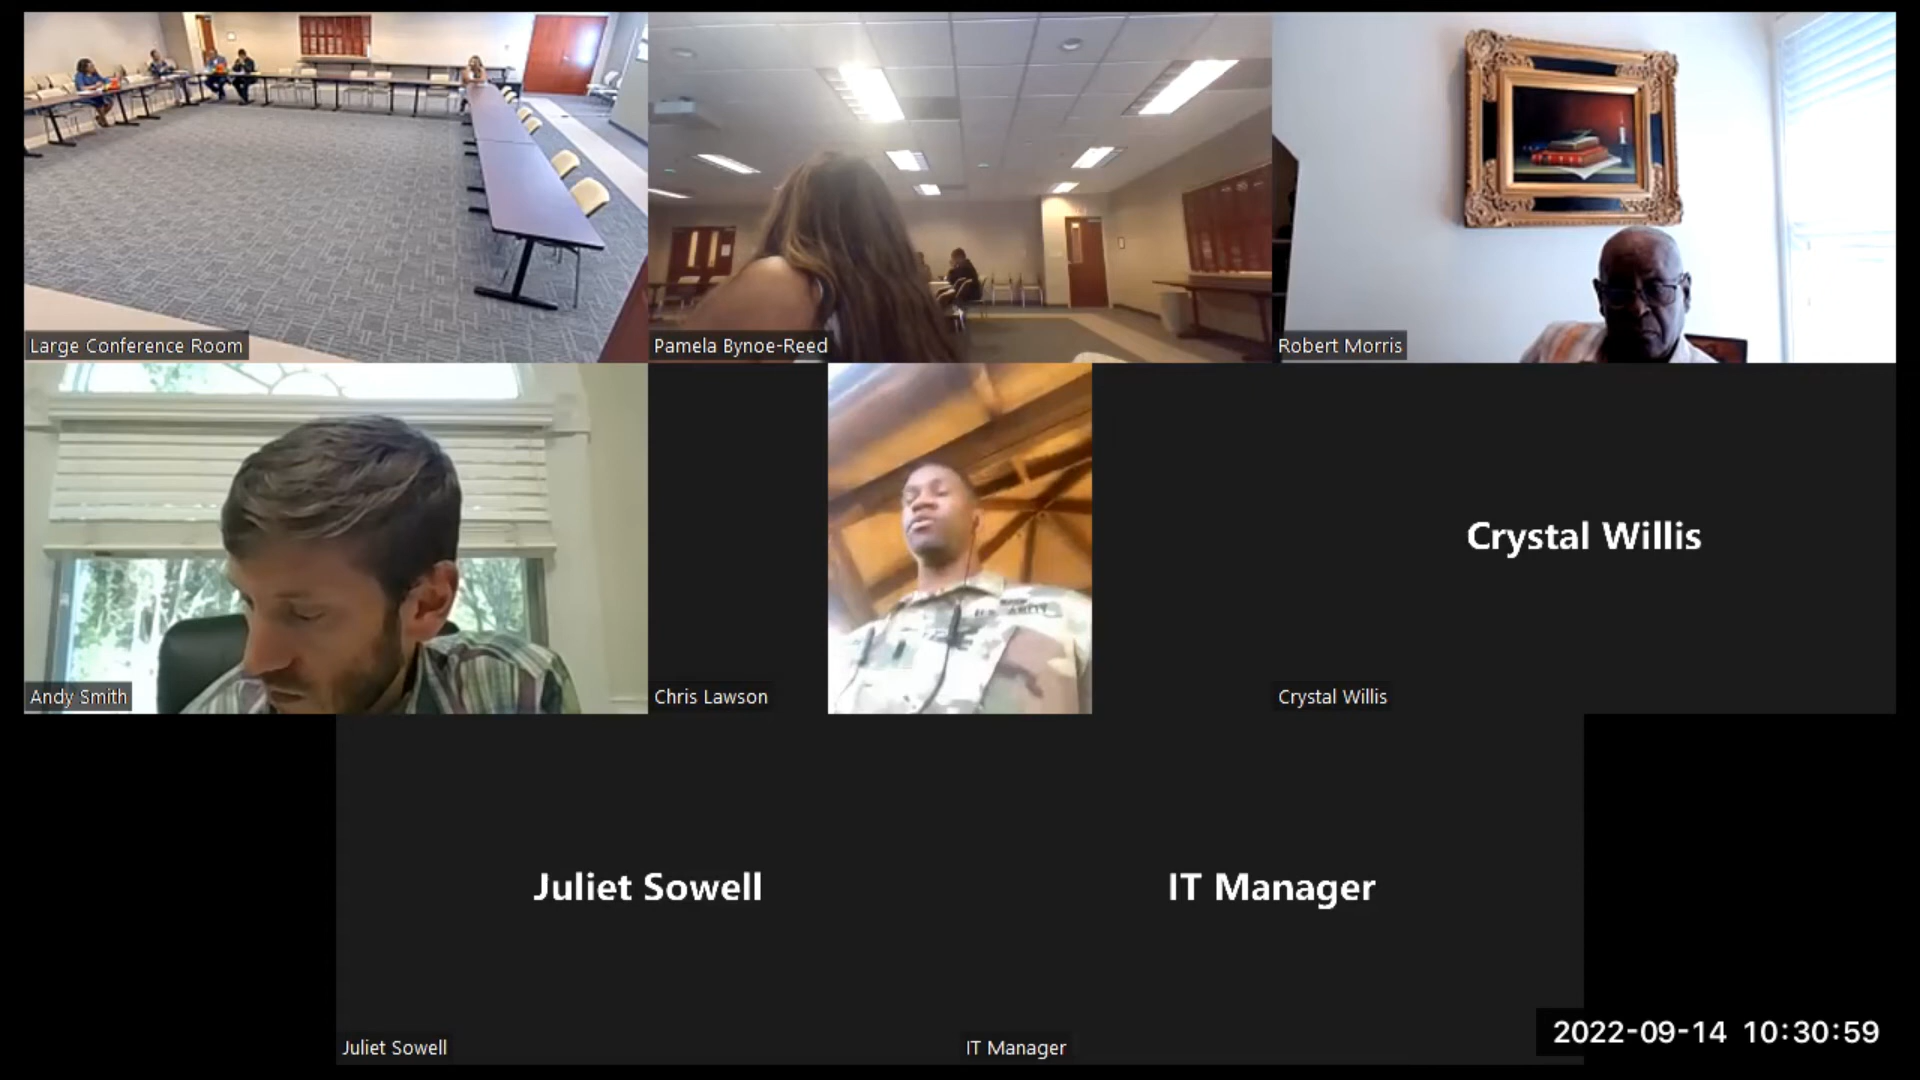 Large Conference Room
Pamela Bynoe-Reed
Robert Morris
U.S. ARMY
Andy Smith
Chris Lawson
Crystal Willis
Crystal Willis
Juliet Sowell
IT Manager
Juliet Sowell
IT Manager
2022-09-14 10:30:59